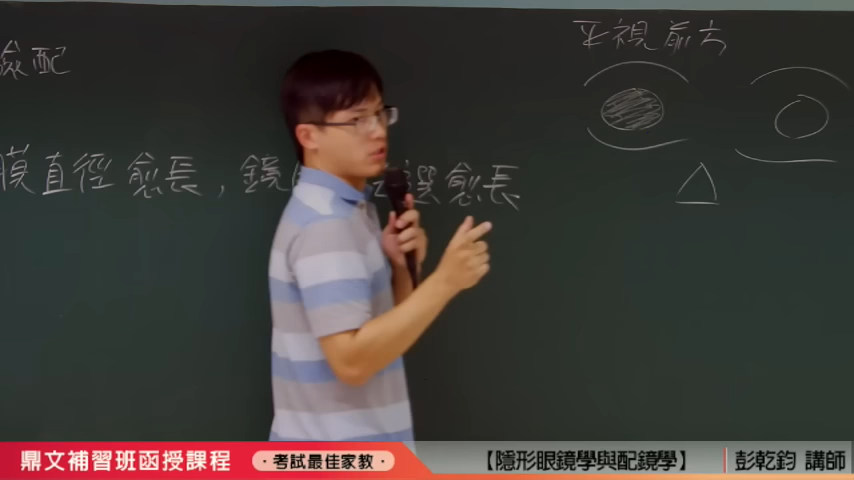 驗配
平視前方
膜直徑愈長，鏡 選愈長
鼎文補習班函授課程
·考試最佳家教·
【隱形眼鏡學與配鏡學】
彭乾鈞 講師